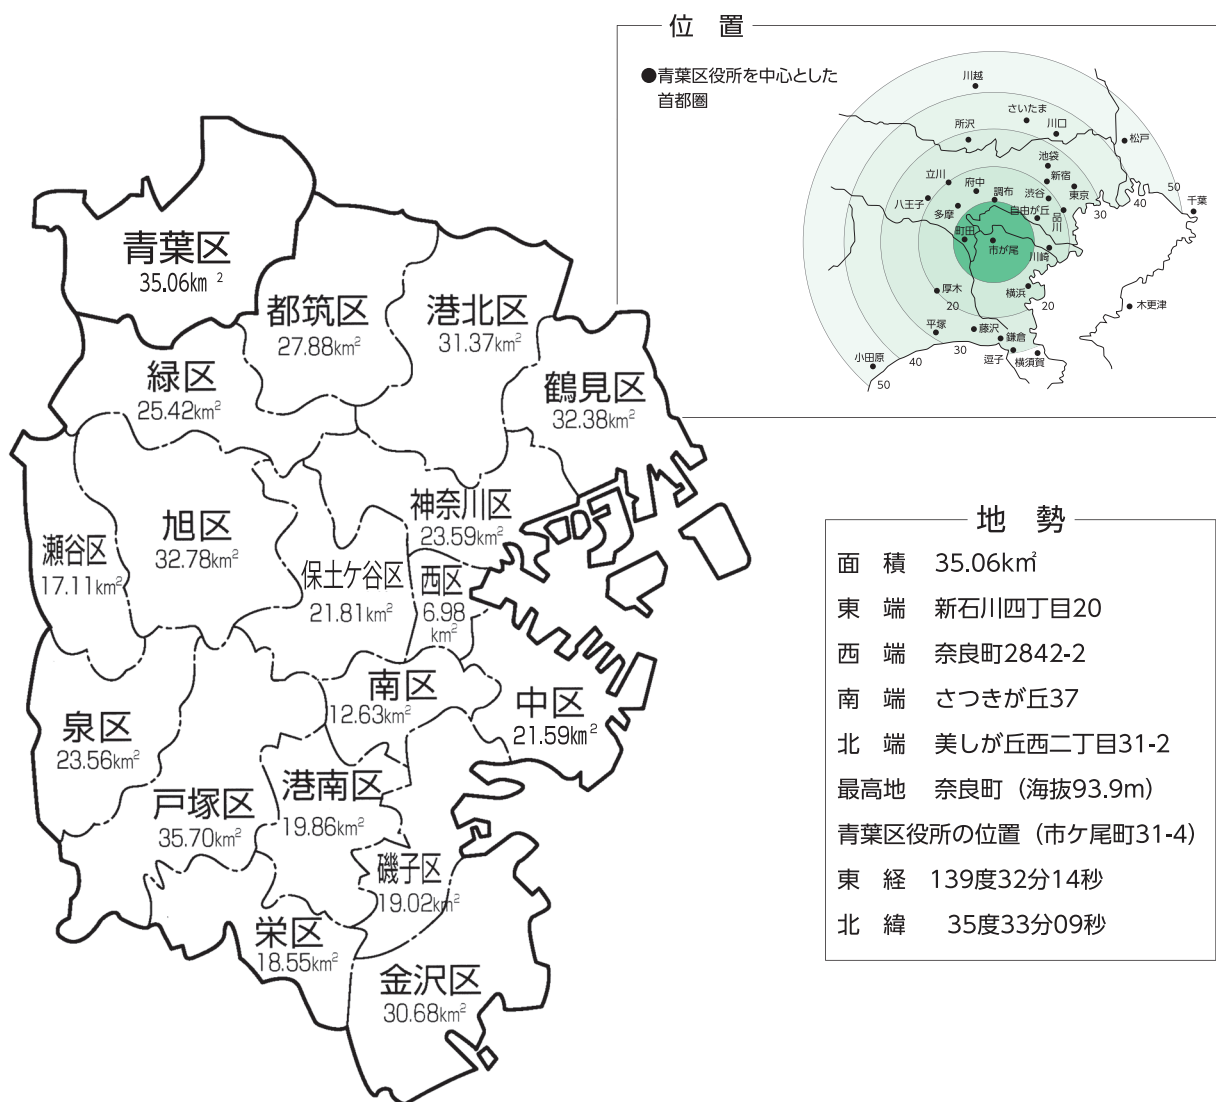 位 置
●青葉区役所を中心とした
首都圏
川越
さいたま
川口
所沢
松戸
池袋
立川
府中
調布
新宿
渋谷
東京
八王子
多摩
自由が丘
品川
30
40
50
千葉
町田
市が尾
川崎
厚木
横浜
20
20
木更津
平塚
藤沢
鎌倉
30
逗子
横須賀
小田原
40
50
青葉区
35.06km²
都筑区
27.88km²
港北区
31.37km²
緑区
25.42km²
鶴見区
32.38km²
神奈川区
23.59km²
旭区
32.78km²
瀬谷区
17.11km²
保土ケ谷区
21.81km²
西区
6.98
km²
南区
12.63km²
中区
21.59km²
泉区
23.56km²
港南区
19.86km²
戸塚区
35.70km²
磯子区
19.02km²
栄区
18.55km²
金沢区
30.68km²
地 勢
面 積 35.06km²
東 端 新石川四丁目20
西 端 奈良町2842-2
南 端 さつきが丘37
北 端 美しが丘西二丁目31-2
最高地 奈良町（海抜93.9m）
青葉区役所の位置（市ケ尾町31-4）
東 経 139度32分14秒
北 緯 35度33分09秒